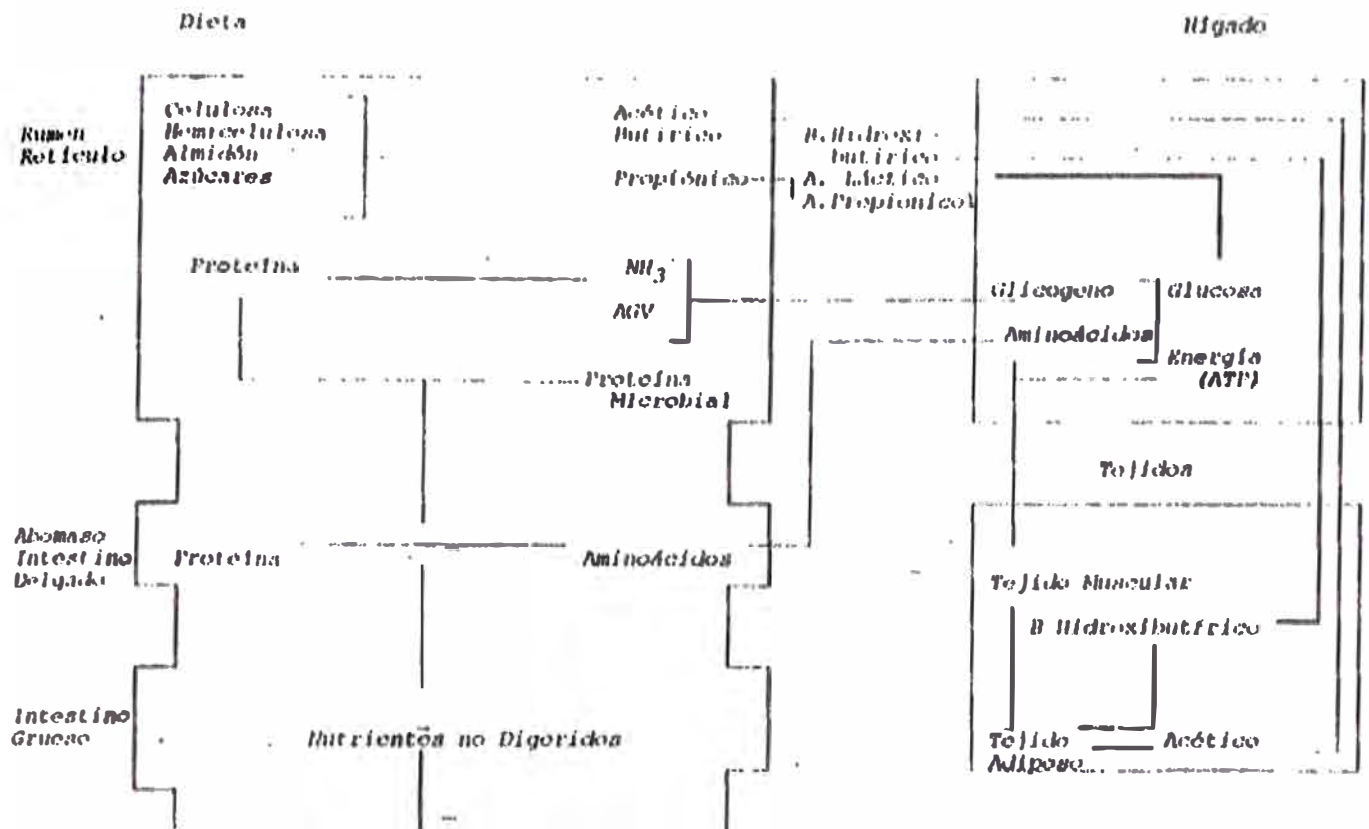 Dieta
Hígado
Rumen
Retículo
Celulosa
Hemicelulosa
Almidón
Azúcares
Acético
Butírico
Propiónico
B.Hidroxi-
butírico
A. Láctico
A.Propiónico
Proteína
NH3
AGV
Glicógeno
Glucosa
Aminoácidos
Energía
(ATP)
Proteína
Microbial
Tejidos
Abomaso
Intestino
Delgado
Proteína
Aminoácidos
Tejido Muscular
B Hidroxibutírico
Intestino
Grueso
Nutrientes no Digeridos
Tejido
Adiposo
Acético